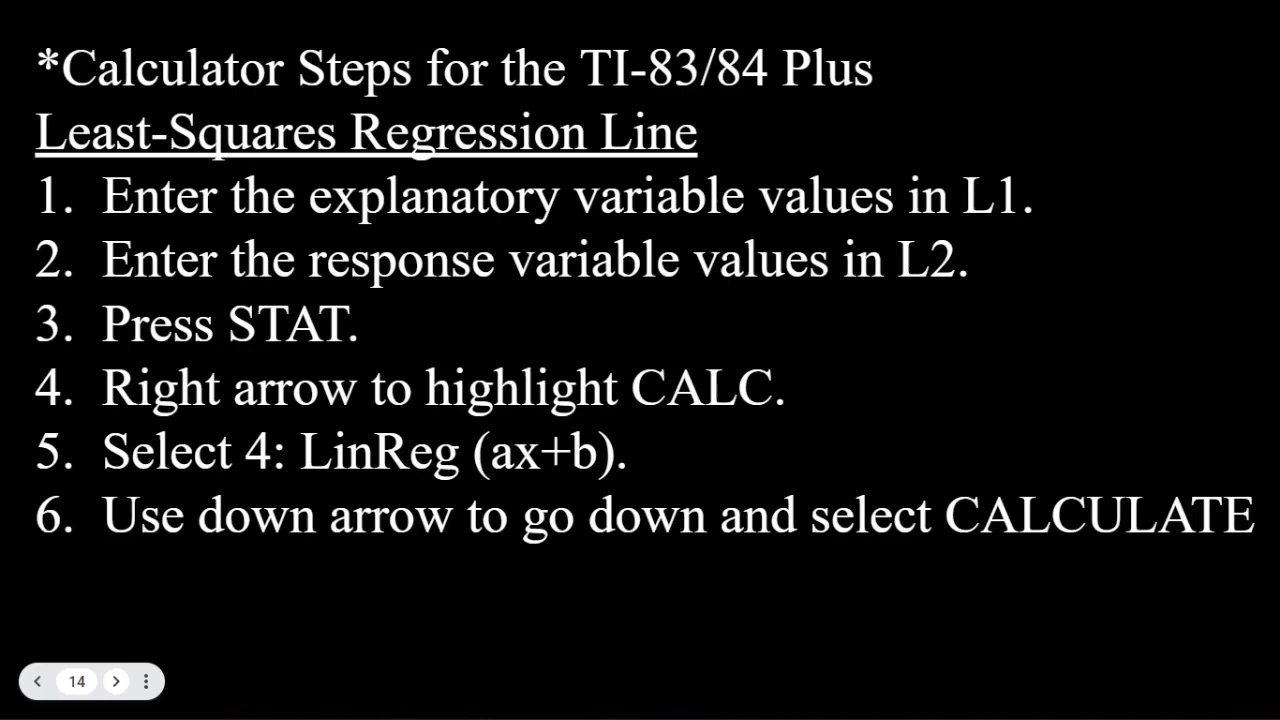 *Calculator Steps for the TI-83/84 Plus
Least-Squares Regression Line
1. Enter the explanatory variable values in L1.
2. Enter the response variable values in L2.
3. Press STAT.
4. Right arrow to highlight CALC.
5. Select 4: LinReg (ax+b).
6. Use down arrow to go down and select CALCULATE
14